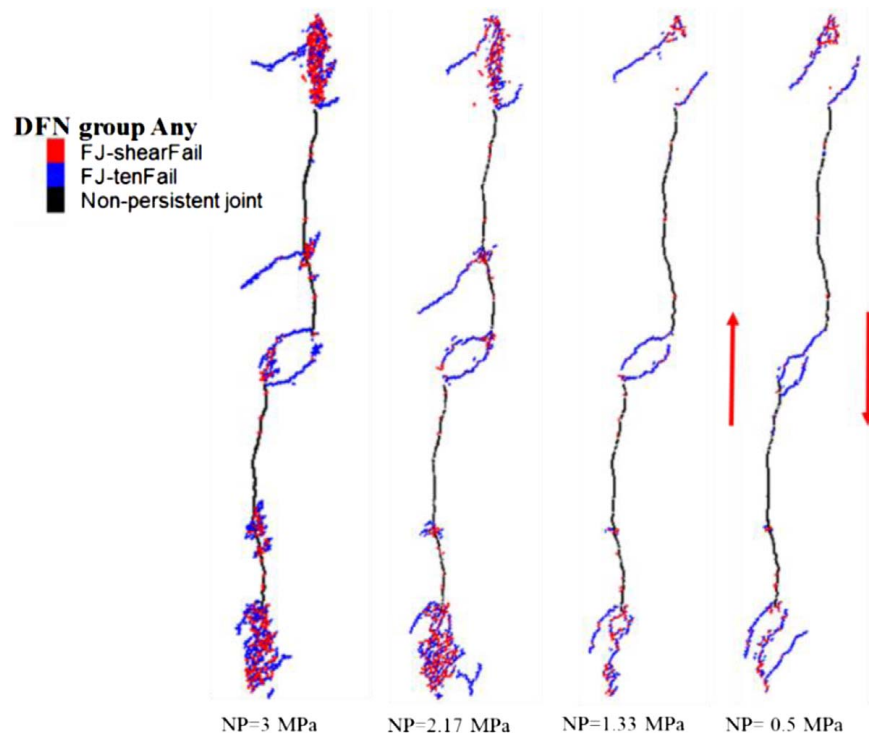 DFN group Any
FJ-shearFail
FJ-tenFail
Non-persistent joint
NP=3 MPa
NP=2.17 MPa
NP=1.33 MPa
NP= 0.5 MPa